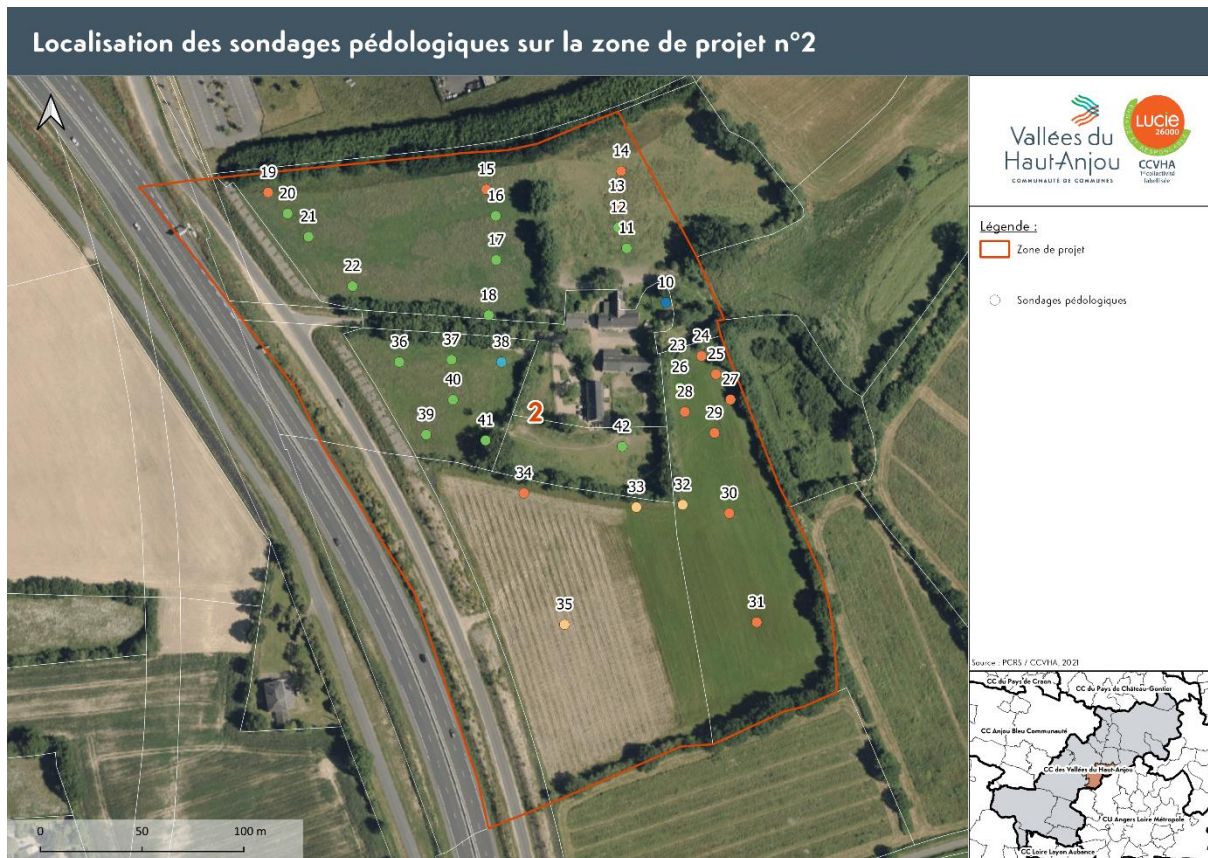 Localisation des sondages pédologiques sur la zone de projet n°2
Vallées du
Haut-Anjou
COMMUNAUTÉ DE COMMUNES
LUCIE
26000
CCVHA
1ère collectivité
labellisée
Légende :
Zone de projet
Sondages pédologiques
14
19
15
13
20
16
12
21
11
17
10
22
18
24
23
36
37
38
25
26
27
40
28
2
29
39
41
42
34
33
32
30
35
31
0
50
100 m
Source : PCRS / CCVHA, 2021
CC du Pays de Craon
CC du Pays de Château-Gontier
CC Anjou Bleu Communauté
CC des Vallées du Haut-Anjou
CU Angers Loire Métropole
CC Loire Layon Aubance